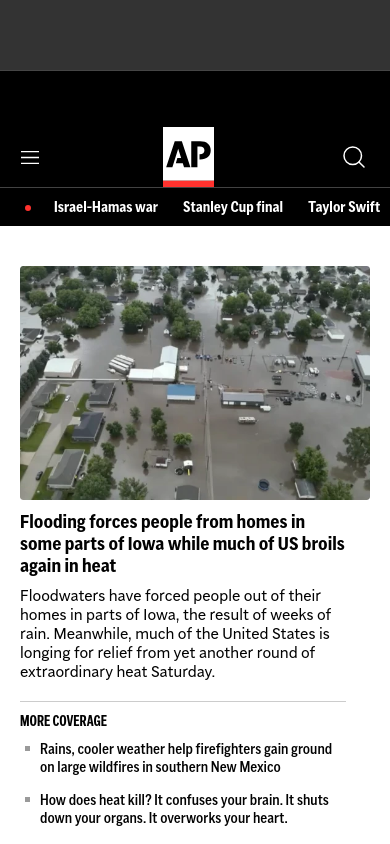 AP
Israel-Hamas war Stanley Cup final Taylor Swift
Flooding forces people from homes in
some parts of Iowa while much of US broils
again in heat
Floodwaters have forced people out of their
homes in parts of Iowa, the result of weeks of
rain. Meanwhile, much of the United States is
longing for relief from yet another round of
extraordinary heat Saturday.
MORE COVERAGE
Rains, cooler weather help firefighters gain ground
on large wildfires in southern New Mexico
How does heat kill? It confuses your brain. It shuts
down your organs. It overworks your heart.